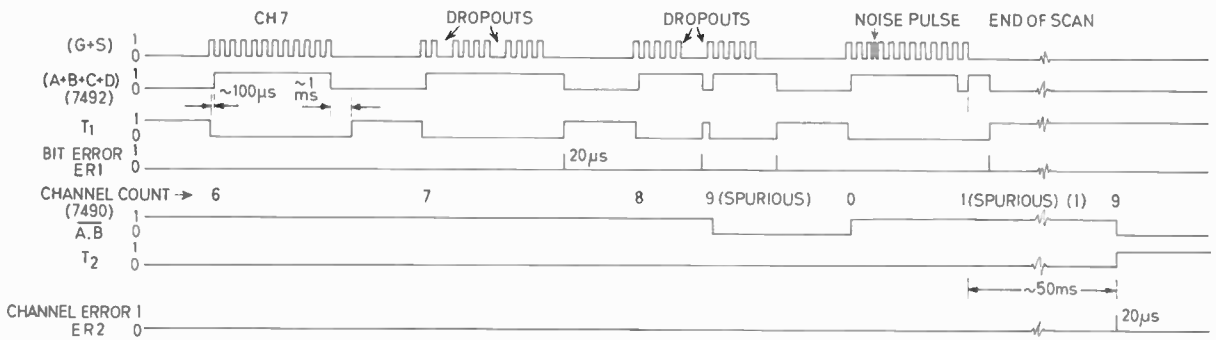 CH 7 DROPOUTS DROPOUTS NOISE PULSE END OF SCAN
(G+S) 1
0
(A+B+C+D) 1
(7492) 0
~100µs ~1 ms
T1 1
0
BIT ERROR 1
ER1 0
20µs
CHANNEL COUNT → 6 7 8 9 (SPURIOUS) 0 1(SPURIOUS) (1) 9
(7490)
A.B 1
0
T2 1
0
~50ms
CHANNEL ERROR 1
ER2 0
20µs